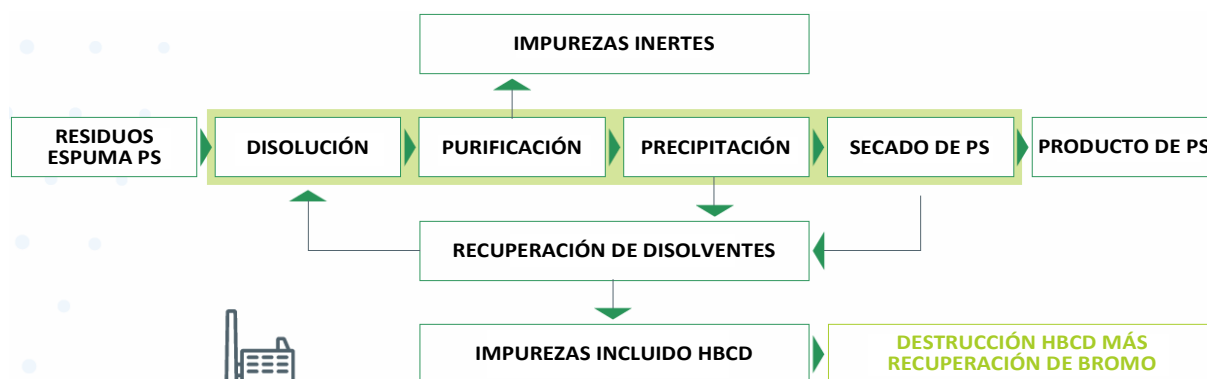 IMPUREZAS INERTES
RESIDUOS
ESPUMA PS
DISOLUCIÓN
PURIFICACIÓN
PRECIPITACIÓN
SECADO DE PS
PRODUCTO DE PS
RECUPERACIÓN DE DISOLVENTES
IMPUREZAS INCLUIDO HBCD
DESTRUCCIÓN HBCD MÁS
RECUPERACIÓN DE BROMO